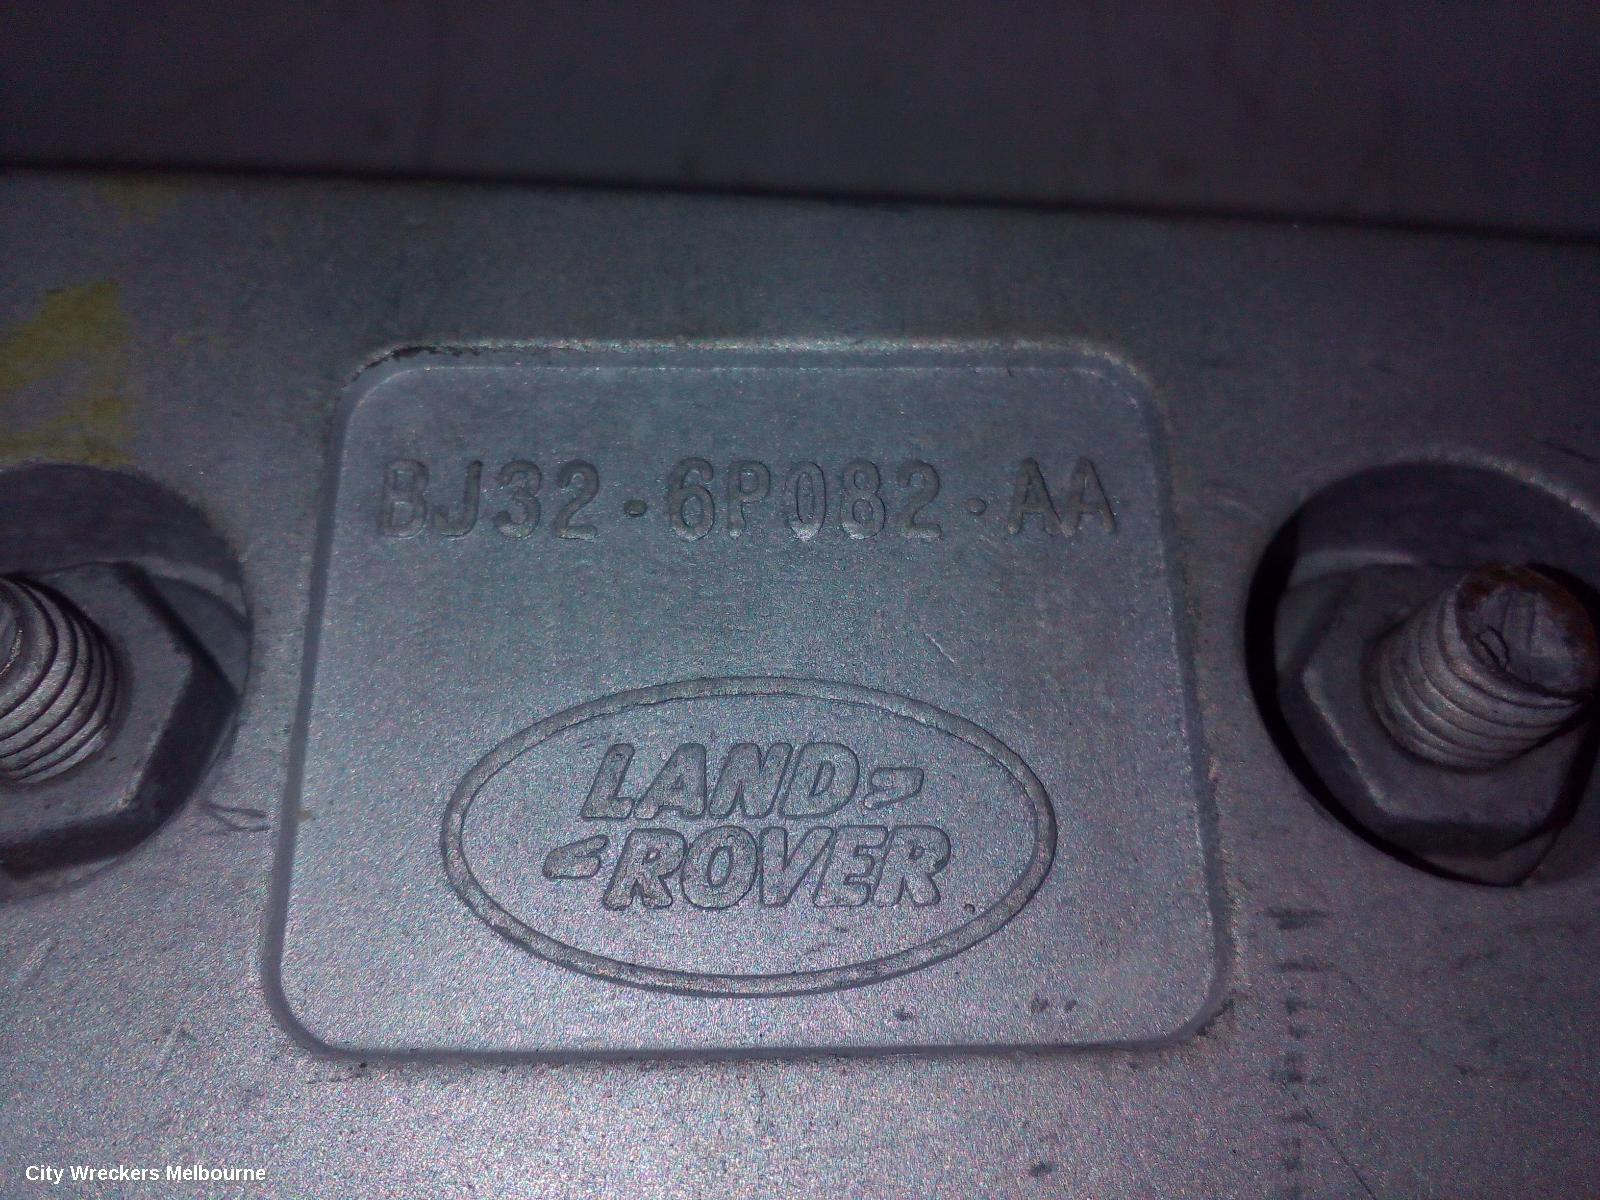 BJ32-6P082-AA
LAND
ROVER
City Wreckers Melbourne